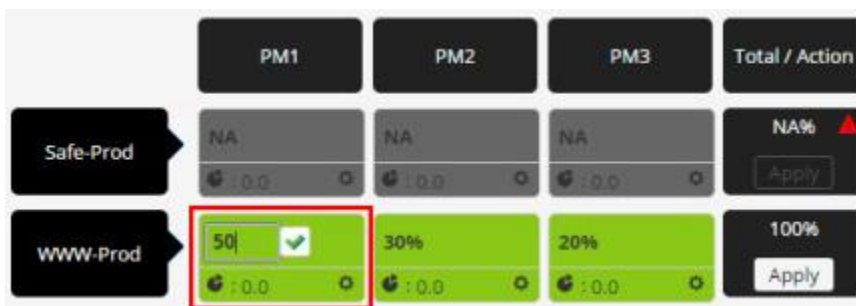 PM1 PM2 PM3 Total / Action
Safe-Prod NA NA NA NA%
: 0.0 : 0.0 : 0.0 Apply
WWW-Prod 50 30% 20% 100%
: 0.0 : 0.0 : 0.0 Apply